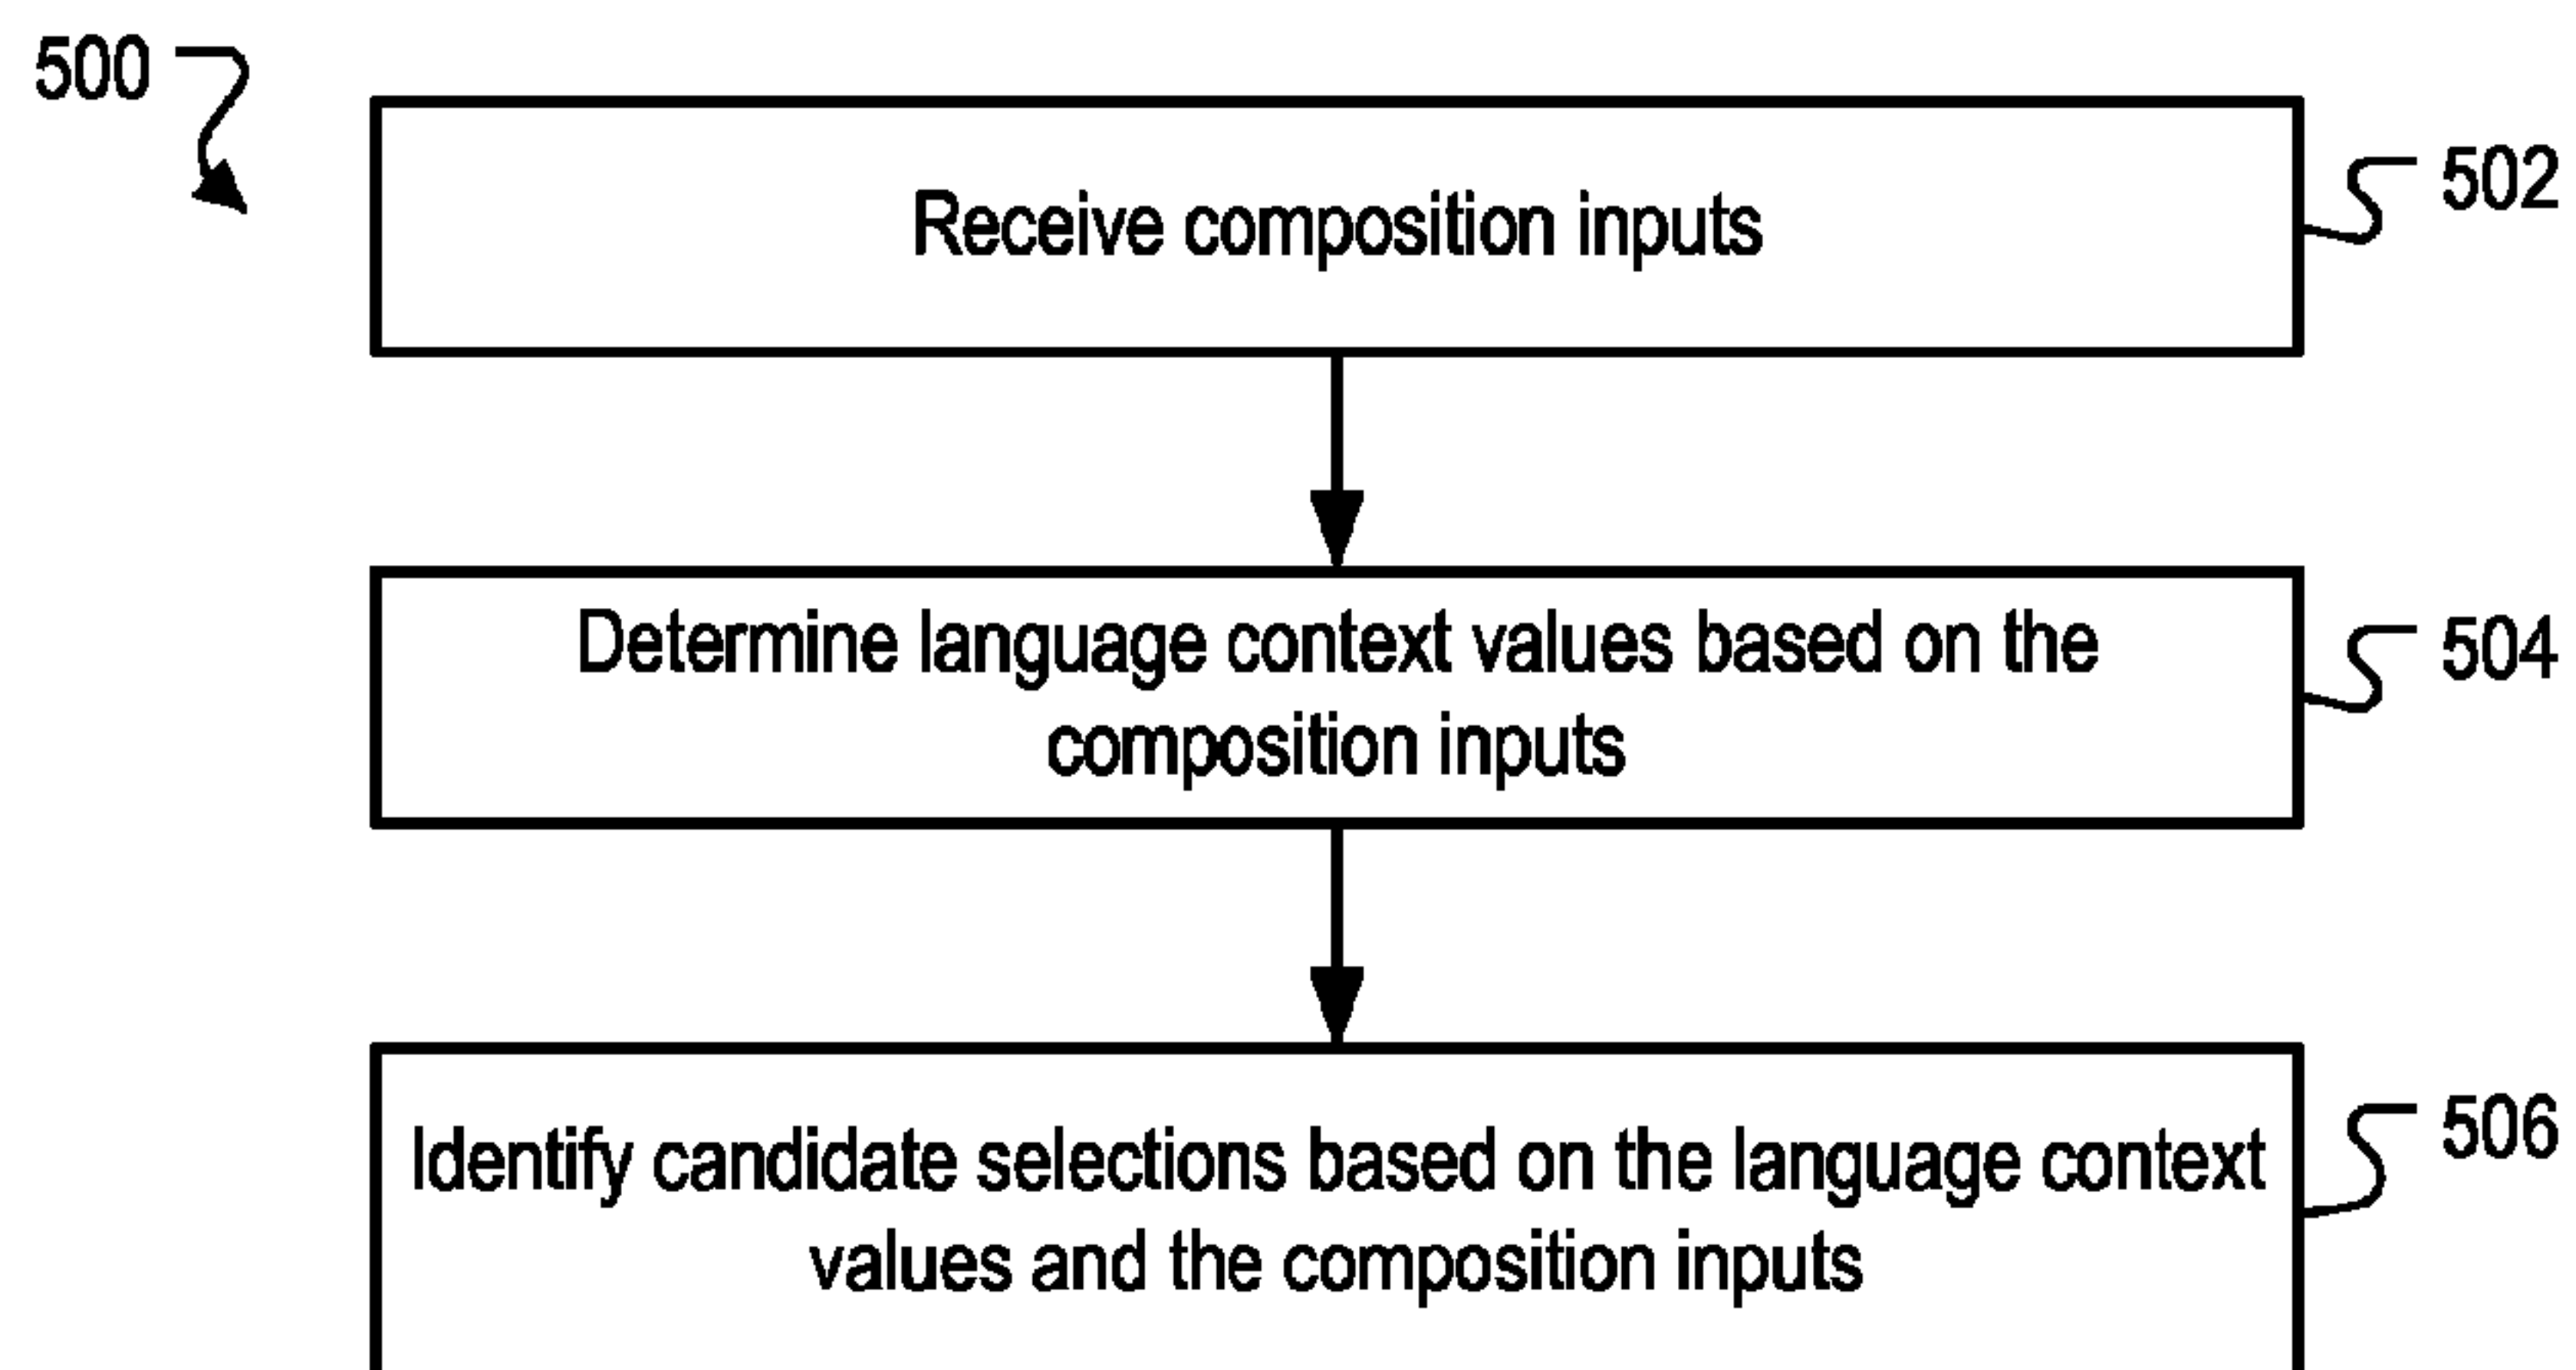 500
Receive composition inputs
502
Determine language context values based on the
composition inputs
504
Identify candidate selections based on the language context
values and the composition inputs
506